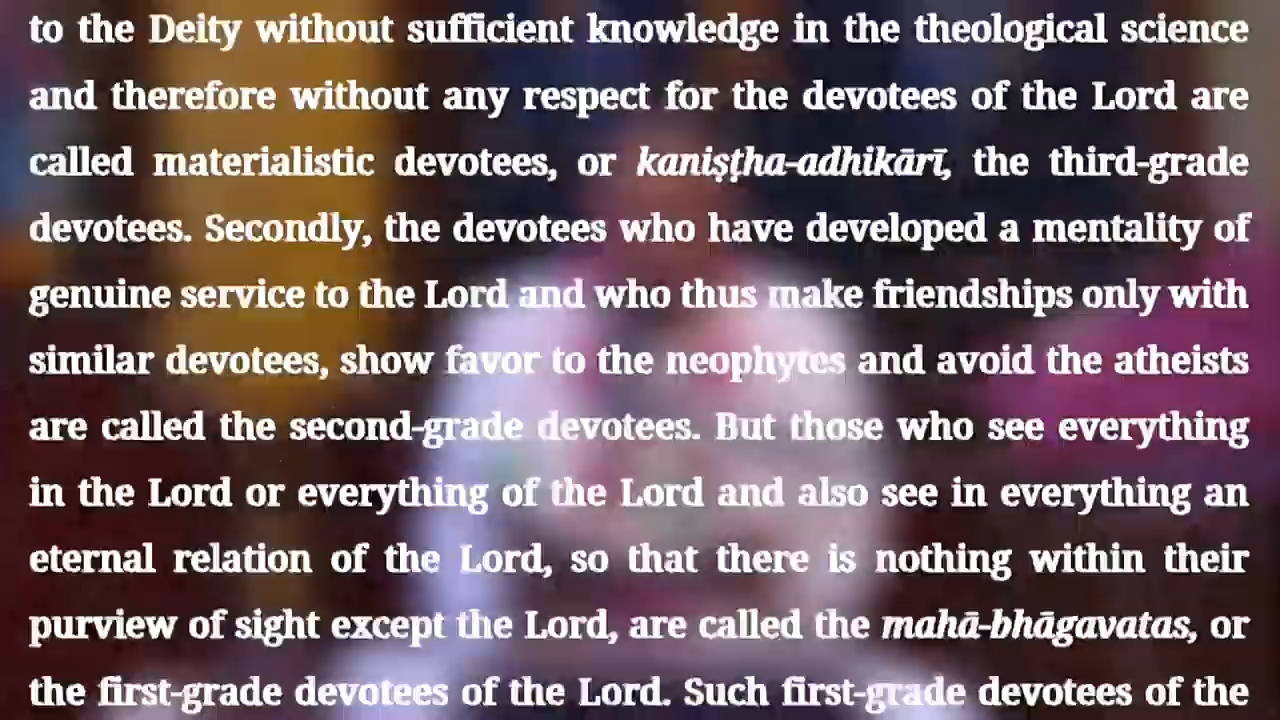 to the Deity without sufficient knowledge in the theological science
and therefore without any respect for the devotees of the Lord are
called materialistic devotees, or kaniṣṭha-adhikārī, the third-grade
devotees. Secondly, the devotees who have developed a mentality of
genuine service to the Lord and who thus make friendships only with
similar devotees, show favor to the neophytes and avoid the atheists
are called the second-grade devotees. But those who see everything
in the Lord or everything of the Lord and also see in everything an
eternal relation of the Lord, so that there is nothing within their
purview of sight except the Lord, are called the mahā-bhāgavatas, or
the first-grade devotees of the Lord. Such first-grade devotees of the